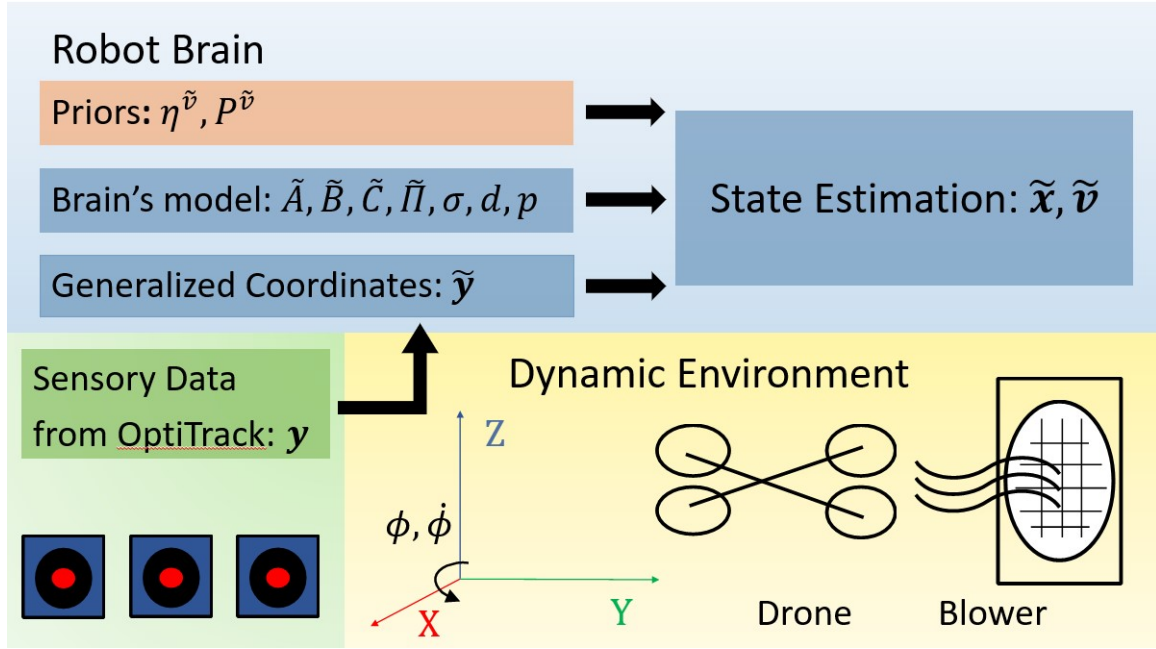 Robot Brain
Priors: η^ṽ, P^ṽ
Brain's model: Ã, B̃, C̃, Π̃, σ, d, p
State Estimation: x̃, ṽ
Generalized Coordinates: ỹ
Sensory Data
from OptiTrack: y
Dynamic Environment
Z
ϕ, ϕ̇
X
Y
Drone
Blower